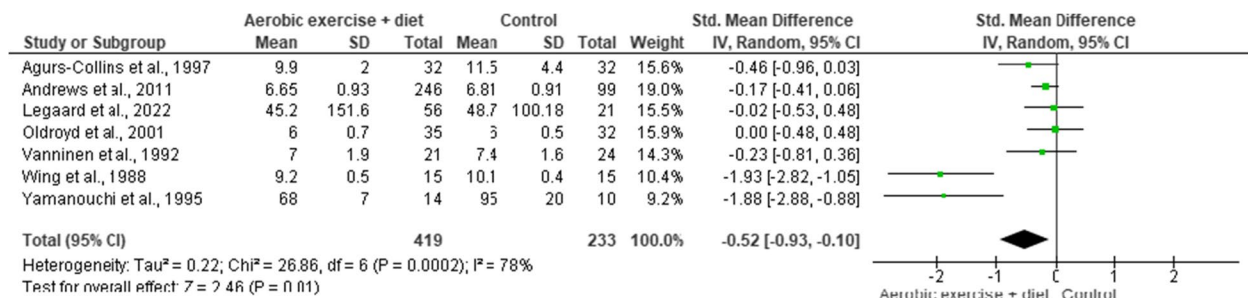 Aerobic exercise + diet Control Std. Mean Difference Std. Mean Difference
Study or Subgroup Mean SD Total Mean SD Total Weight IV, Random, 95% CI IV, Random, 95% CI
Agurs-Collins et al., 1997 9.9 2 32 11.5 4.4 32 15.6% -0.46 [-0.96, 0.03]
Andrews et al., 2011 6.65 0.93 246 6.81 0.91 99 19.0% -0.17 [-0.41, 0.06]
Legaard et al., 2022 45.2 151.6 56 48.7 100.18 21 15.5% -0.02 [-0.53, 0.48]
Oldroyd et al., 2001 6 0.7 35 6 0.5 32 15.9% 0.00 [-0.48, 0.48]
Vanninen et al., 1992 7 1.9 21 7.4 1.6 24 14.3% -0.23 [-0.81, 0.36]
Wing et al., 1988 9.2 0.5 15 10.1 0.4 15 10.4% -1.93 [-2.82, -1.05]
Yamanouchi et al., 1995 68 7 14 95 20 10 9.2% -1.88 [-2.88, -0.88]
Total (95% CI) 419 233 100.0% -0.52 [-0.93, -0.10]
Heterogeneity: Tau² = 0.22; Chi² = 26.86, df = 6 (P = 0.0002); I² = 78%
Test for overall effect: Z = 2.46 (P = 0.01)
-2 -1 0 1 2
Aerobic exercise + diet Control